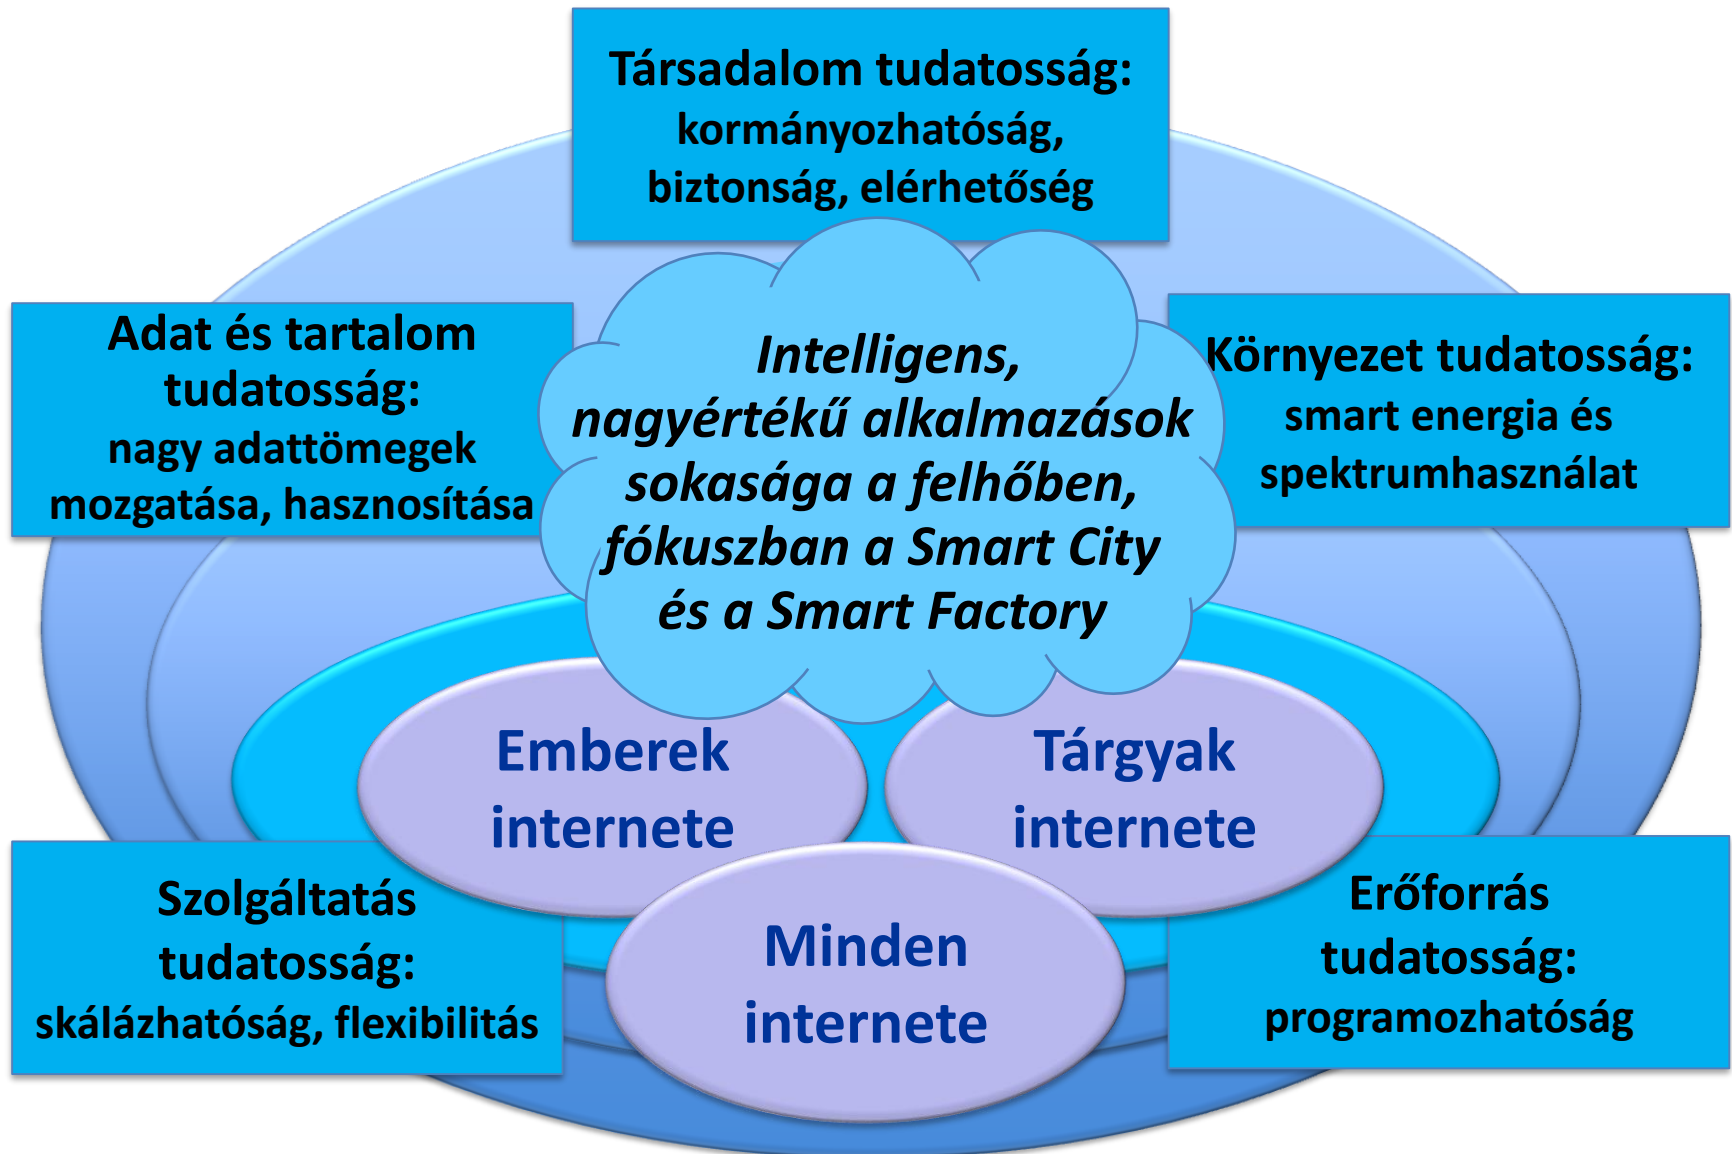 Társadalom tudatosság:
kormányozhatóság,
biztonság, elérhetőség
Adat és tartalom
tudatosság:
nagy adattömegek
mozgatása, hasznosítása
Intelligens,
nagyértékű alkalmazások
sokasága a felhőben,
fókuszban a Smart City
és a Smart Factory
Környezet tudatosság:
smart energia és
spektrumhasználat
Emberek
internete
Tárgyak
internete
Minden
internete
Szolgáltatás
tudatosság:
skálázhatóság, flexibilitás
Erőforrás
tudatosság:
programozhatóság